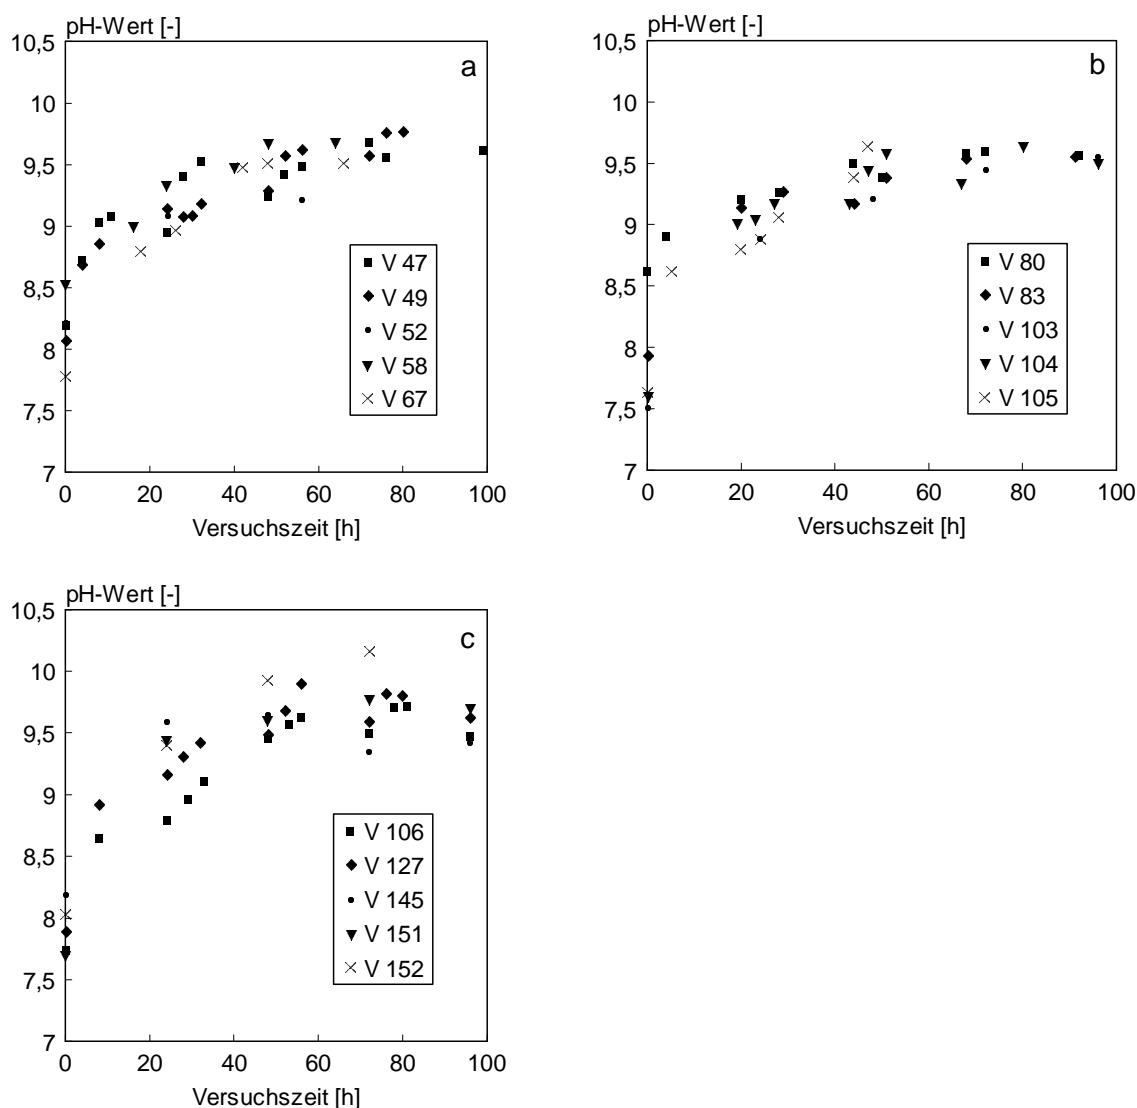 pH-Wert [-]
10,5
a
10
9,5
9
8,5
8
7,5
7
V 47
V 49
V 52
V 58
V 67
0 20 40 60 80 100
Versuchszeit [h]
pH-Wert [-]
10,5
b
10
9,5
9
8,5
8
7,5
7
V 80
V 83
V 103
V 104
V 105
0 20 40 60 80 100
Versuchszeit [h]
pH-Wert [-]
10,5
c
10
9,5
9
8,5
8
7,5
7
V 106
V 127
V 145
V 151
V 152
0 20 40 60 80 100
Versuchszeit [h]